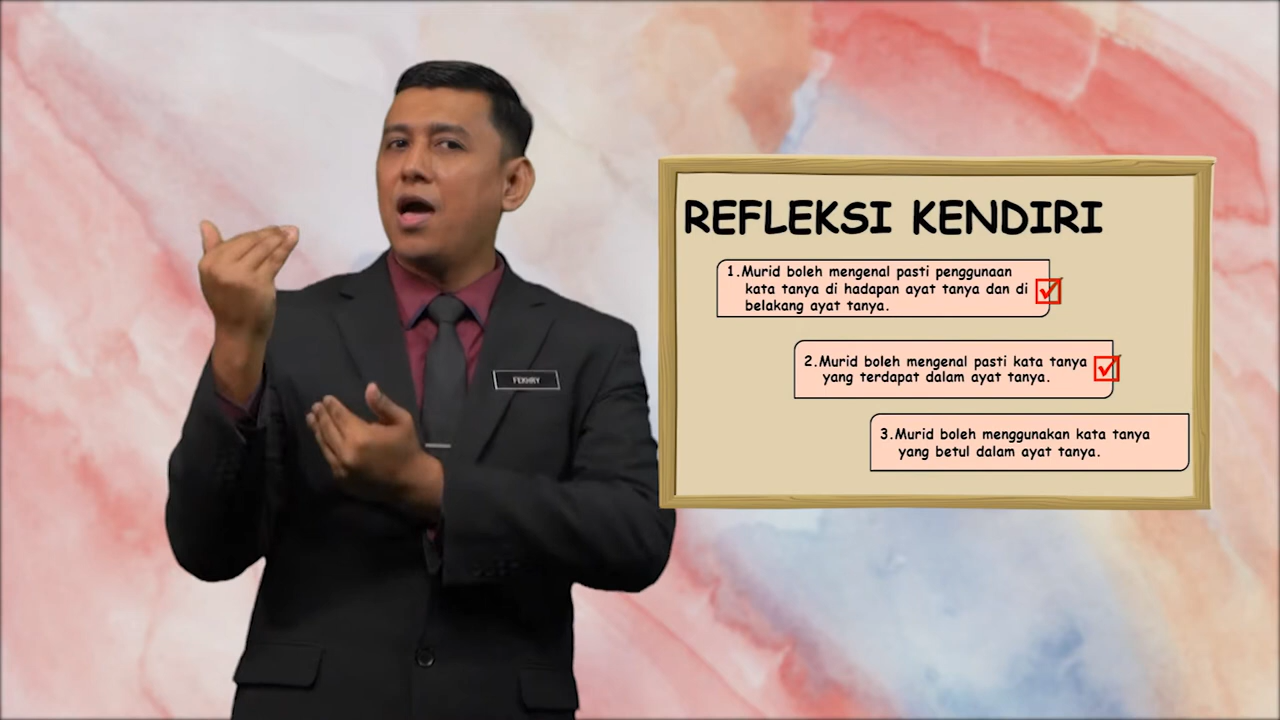 REFLEKSI KENDIRI
1.Murid boleh mengenal pasti penggunaan
kata tanya di hadapan ayat tanya dan di
belakang ayat tanya.
2.Murid boleh mengenal pasti kata tanya
yang terdapat dalam ayat tanya.
3.Murid boleh menggunakan kata tanya
yang betul dalam ayat tanya.
FEKHRY